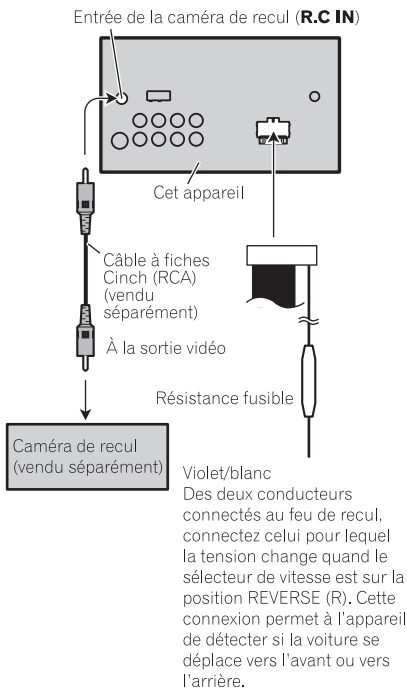 Entrée de la caméra de recul (R.C IN)
Cet appareil
Câble à fiches
Cinch (RCA)
(vendu
séparément)
À la sortie vidéo
Résistance fusible
Caméra de recul
(vendu séparément)
Violet/blanc
Des deux conducteurs
connectés au feu de recul,
connectez celui pour lequel
la tension change quand le
sélecteur de vitesse est sur la
position REVERSE (R). Cette
connexion permet à l'appareil
de détecter si la voiture se
déplace vers l'avant ou vers
l'arrière.